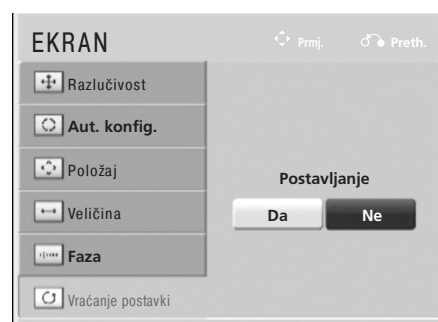 EKRAN
Prmj. Preth.
Razlučivost
Aut. konfig.
Položaj
Veličina
Faza
Vraćanje postavki
Postavljanje
Da Ne